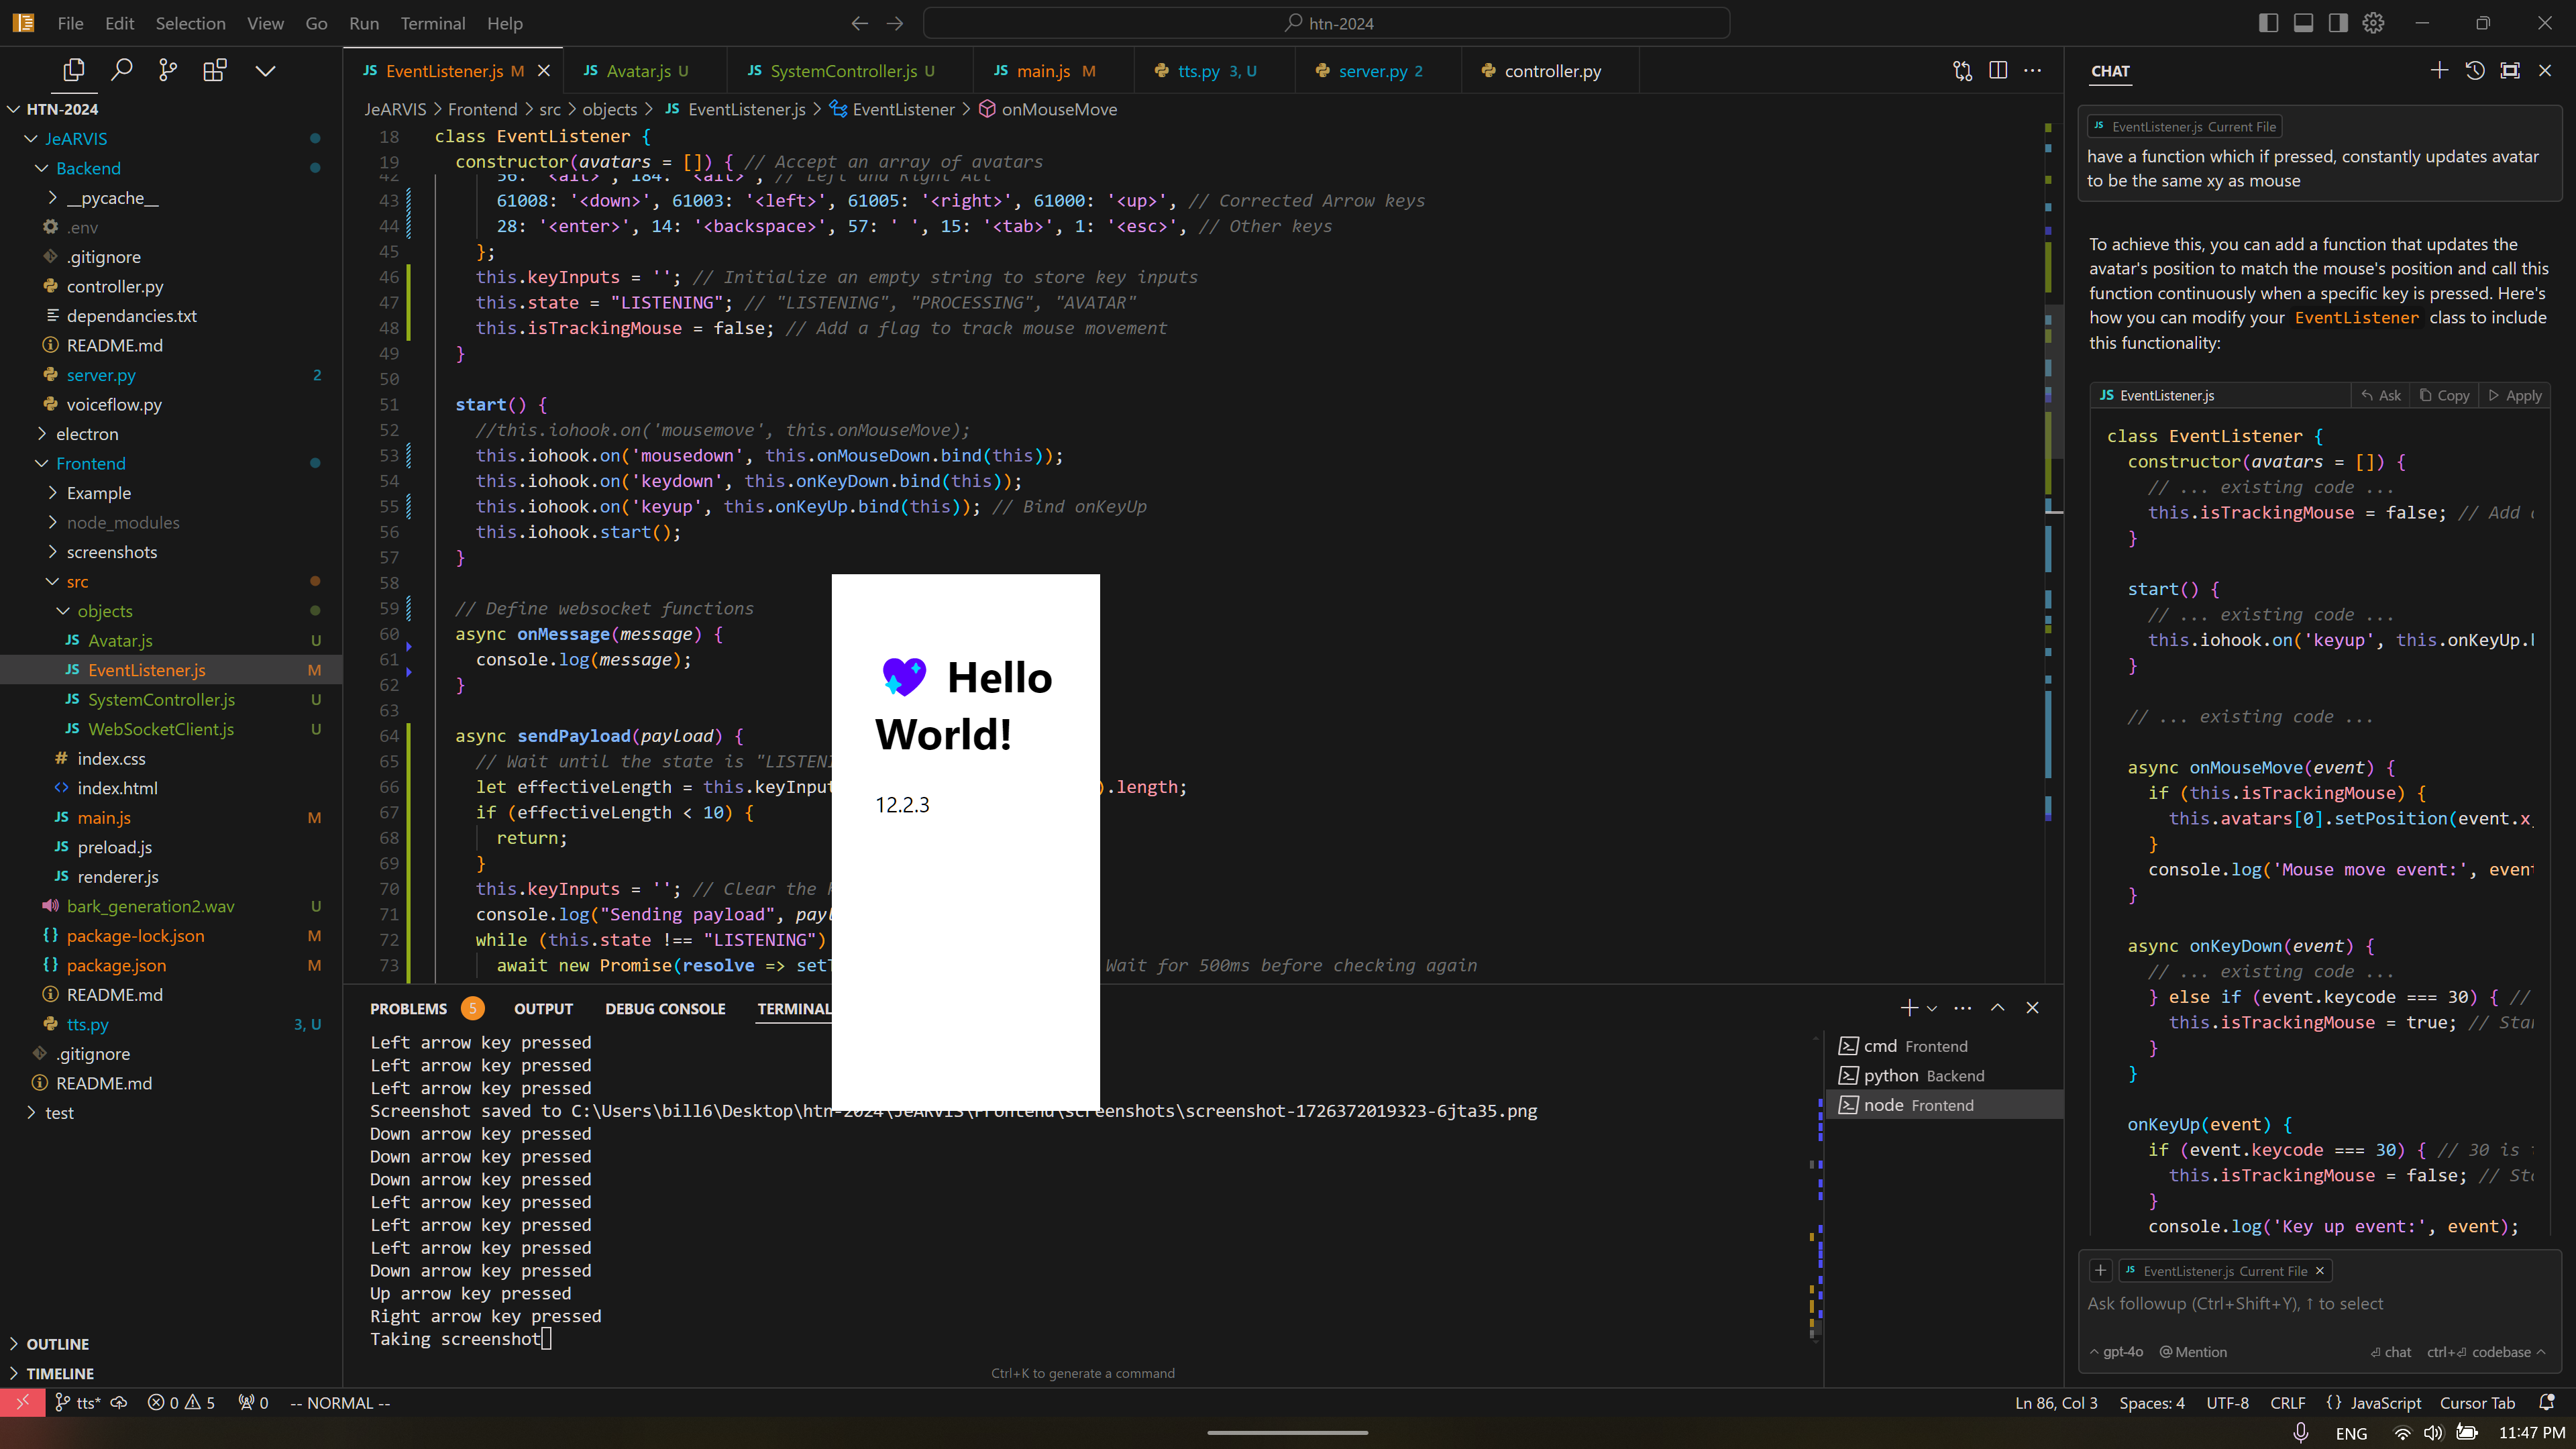 File Edit Selection View Go Run Terminal Help
htn-2024
EventListener.js M
Avatar.js U
SystemController.js U
main.js M
tts.py 3, U
server.py 2
controller.py
HTN-2024
JeARVIS
Backend
__pycache__
.env
.gitignore
controller.py
dependancies.txt
README.md
server.py 2
voiceflow.py
electron
Frontend
Example
node_modules
screenshots
src
objects
Avatar.js U
EventListener.js M
SystemController.js U
WebSocketClient.js U
index.css
index.html
main.js M
preload.js
renderer.js
bark_generation2.wav U
package-lock.json M
package.json M
README.md
tts.py 3, U
.gitignore
README.md
test
OUTLINE
TIMELINE
JeARVIS > Frontend > src > objects > JS EventListener.js > EventListener > onMouseMove
18 class EventListener {
19 constructor(avatars = []) { // Accept an array of avatars
42 56: '<alt>', 184: '<alt>', // Left and Right Alt
43 61008: '<down>', 61003: '<left>', 61005: '<right>', 61000: '<up>', // Corrected Arrow keys
44 28: '<enter>', 14: '<backspace>', 57: ' ', 15: '<tab>', 1: '<esc>', // Other keys
45 };
46 this.keyInputs = ''; // Initialize an empty string to store key inputs
47 this.state = "LISTENING"; // "LISTENING", "PROCESSING", "AVATAR"
48 this.isTrackingMouse = false; // Add a flag to track mouse movement
49 }
50
51 start() {
52 //this.iohook.on('mousemove', this.onMouseMove);
53 this.iohook.on('mousedown', this.onMouseDown.bind(this));
54 this.iohook.on('keydown', this.onKeyDown.bind(this));
55 this.iohook.on('keyup', this.onKeyUp.bind(this)); // Bind onKeyUp
56 this.iohook.start();
57 }
58
59 // Define websocket functions
60 async onMessage(message) {
61 console.log(message);
62 }
63
64 async sendPayload(payload) {
65 // Wait until the state is "LISTENI
66 let effectiveLength = this.keyInput ).length;
67 if (effectiveLength < 10) {
68 return;
69 }
70 this.keyInputs = ''; // Clear the
71 console.log("Sending payload", payl
72 while (this.state !== "LISTENING")
73 await new Promise(resolve => setT Wait for 500ms before checking again
Hello
World!
12.2.3
PROBLEMS 5 OUTPUT DEBUG CONSOLE TERMINAL
Left arrow key pressed
Left arrow key pressed
Left arrow key pressed
Screenshot saved to C:\Users\bill6\Desktop\htn-2024\JeARVIS\Frontend\screenshots\screenshot-1726372019323-6jta35.png
Down arrow key pressed
Down arrow key pressed
Down arrow key pressed
Left arrow key pressed
Left arrow key pressed
Left arrow key pressed
Down arrow key pressed
Up arrow key pressed
Right arrow key pressed
Taking screenshot
Ctrl+K to generate a command
cmd Frontend
python Backend
node Frontend
CHAT
JS EventListener.js Current File
have a function which if pressed, constantly updates avatar
to be the same xy as mouse
To achieve this, you can add a function that updates the
avatar's position to match the mouse's position and call this
function continuously when a specific key is pressed. Here's
how you can modify your EventListener class to include
this functionality:
JS EventListener.js Ask Copy Apply
class EventListener {
constructor(avatars = []) {
// ... existing code ...
this.isTrackingMouse = false; // Add
}
start() {
// ... existing code ...
this.iohook.on('keyup', this.onKeyUp.
}
// ... existing code ...
async onMouseMove(event) {
if (this.isTrackingMouse) {
this.avatars[0].setPosition(event.x
}
console.log('Mouse move event:', even
}
async onKeyDown(event) {
// ... existing code ...
} else if (event.keycode === 30) { //
this.isTrackingMouse = true; // Sta
}
}
onKeyUp(event) {
if (event.keycode === 30) { // 30 is
this.isTrackingMouse = false; // Sto
}
console.log('Key up event:', event);
JS EventListener.js Current File
Ask followup (Ctrl+Shift+Y), ↑ to select
gpt-4o @ Mention chat ctrl+⏎ codebase
tts* 0 5 0 -- NORMAL --
Ln 86, Col 3 Spaces: 4 UTF-8 CRLF {} JavaScript Cursor Tab
ENG 11:47 PM